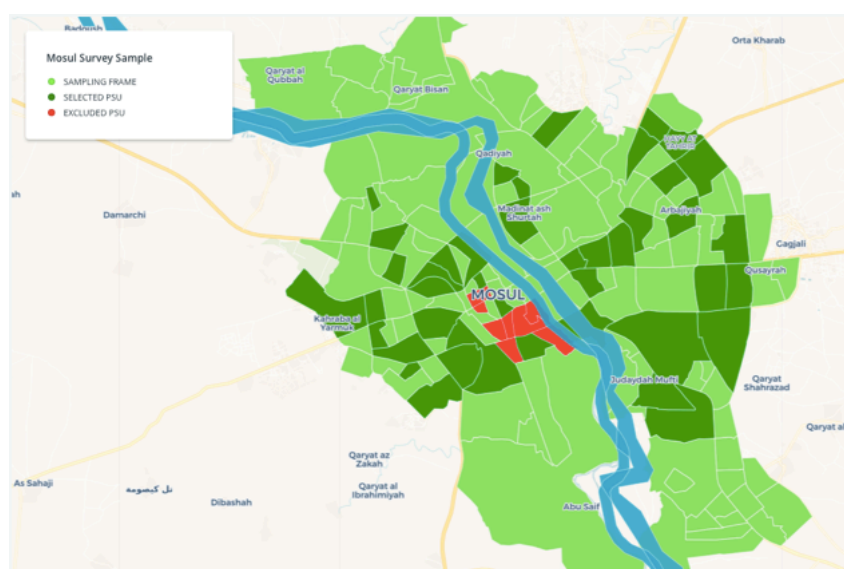 Badoush
Orta Kharab
Mosul Survey Sample
SAMPLING FRAME
SELECTED PSU
EXCLUDED PSU
Qaryat al
Qubbah
Qaryat Bisan
Qadiyah
Madinat ash
Shurtah
Arbajiyah
Damarchi
Gagjali
Qusayrah
MOSUL
Kahraba al
Yarmuk
Judaydah Mufti
Qaryat
Shahrazad
Qaryat al
Qaryat az
Zakah
As Sahaji
تل كيصومة
Qaryat al
Ibrahimiyah
Dibashah
Abu Saif